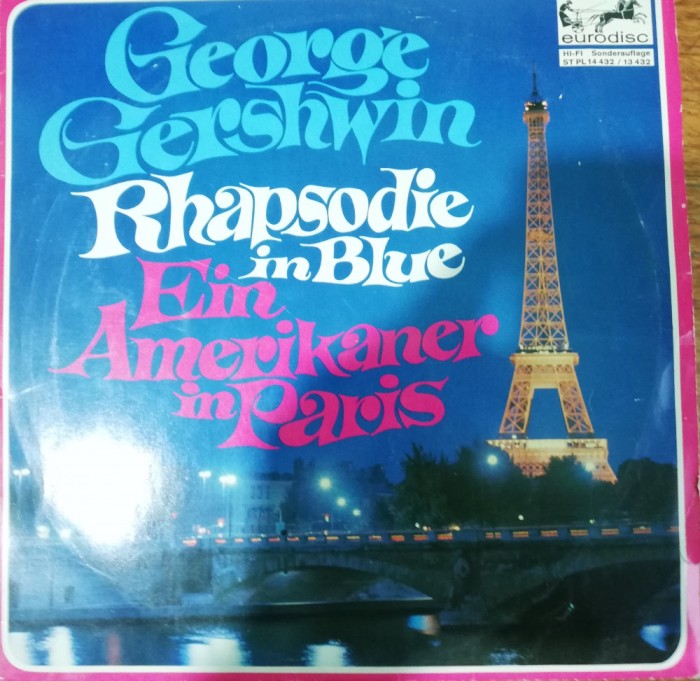 George
Gershwin
Rhapsodie
in Blue
Ein
Amerikaner
in Paris
eurodisc
Hi-Fi Sonderauflage
ST PL 14 432 / 13 432